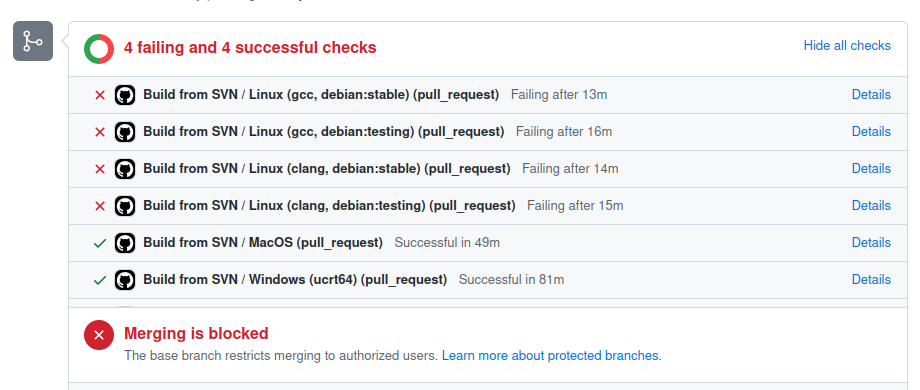 4 failing and 4 successful checks
Hide all checks
Build from SVN / Linux (gcc, debian:stable) (pull_request) Failing after 13m Details
Build from SVN / Linux (gcc, debian:testing) (pull_request) Failing after 16m Details
Build from SVN / Linux (clang, debian:stable) (pull_request) Failing after 14m Details
Build from SVN / Linux (clang, debian:testing) (pull_request) Failing after 15m Details
Build from SVN / MacOS (pull_request) Successful in 49m Details
Build from SVN / Windows (ucrt64) (pull_request) Successful in 81m Details
Merging is blocked
The base branch restricts merging to authorized users. Learn more about protected branches.